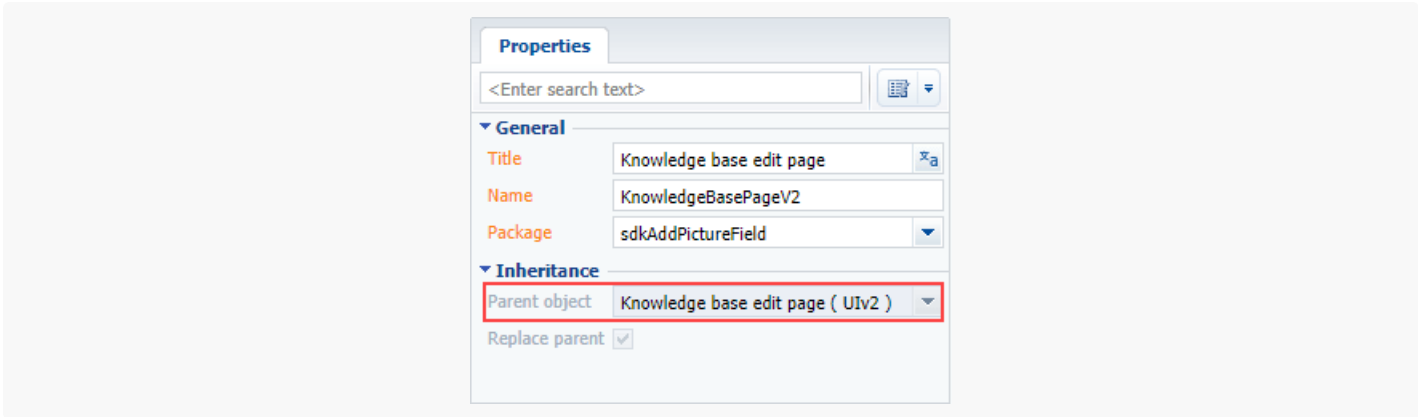 Properties
<Enter search text>
General
Title Knowledge base edit page
Name KnowledgeBasePageV2
Package sdkAddPictureField
Inheritance
Parent object Knowledge base edit page ( UIv2 )
Replace parent